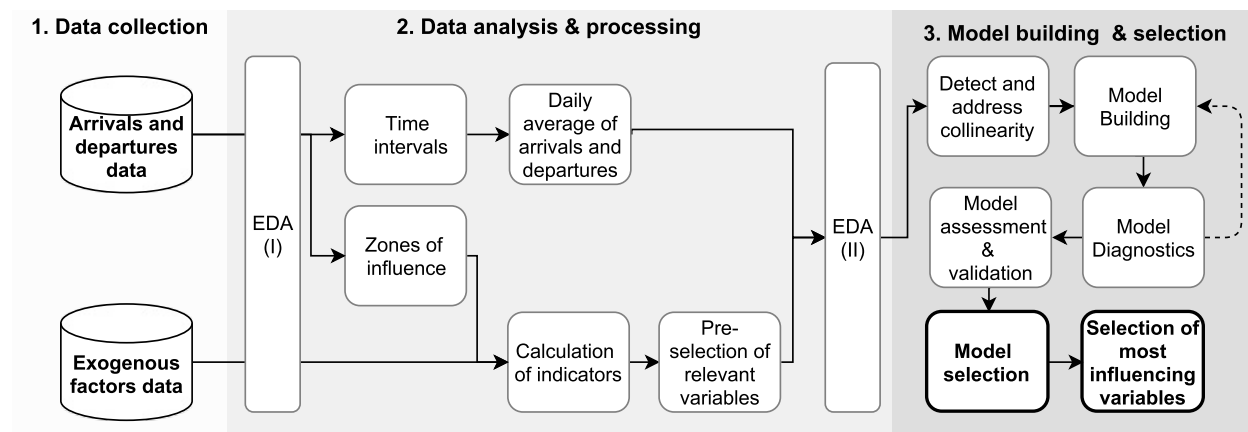 1. Data collection
2. Data analysis & processing
3. Model building & selection
Arrivals and
departures
data
Exogenous
factors data
EDA
(I)
Time
intervals
Daily
average of
arrivals and
departures
Zones of
influence
Calculation
of indicators
Pre-
selection of
relevant
variables
EDA
(II)
Detect and
address
collinearity
Model
Building
Model
Diagnostics
Model
assessment
&
validation
Model
selection
Selection of
most
influencing
variables